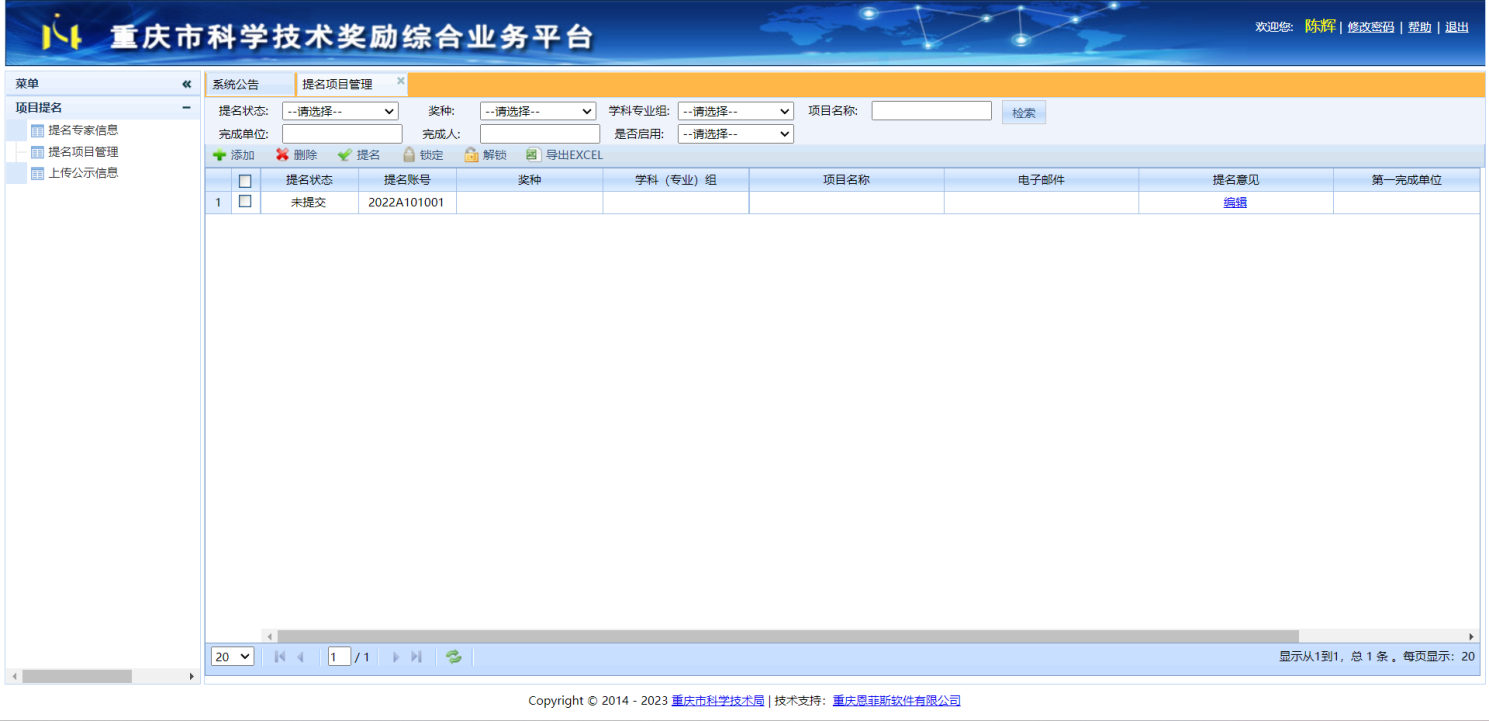 重庆市科学技术奖励综合业务平台
欢迎您: 陈辉 | 修改密码 | 帮助 | 退出
菜单
项目提名
提名专家信息
提名项目管理
上传公示信息
系统公告 提名项目管理
提名状态: --请选择-- 奖种: --请选择-- 学科专业组: --请选择-- 项目名称: 检索
完成单位: 完成人: 是否启用: --请选择--
添加 删除 提名 锁定 解锁 导出EXCEL
提名状态 提名账号 奖种 学科（专业）组 项目名称 电子邮件 提名意见 第一完成单位
1 未提交 2022A101001 编辑
20 1 / 1 显示从1到1，总 1 条 。每页显示：20
Copyright © 2014 - 2023 重庆市科学技术局 | 技术支持：重庆恩菲斯软件有限公司